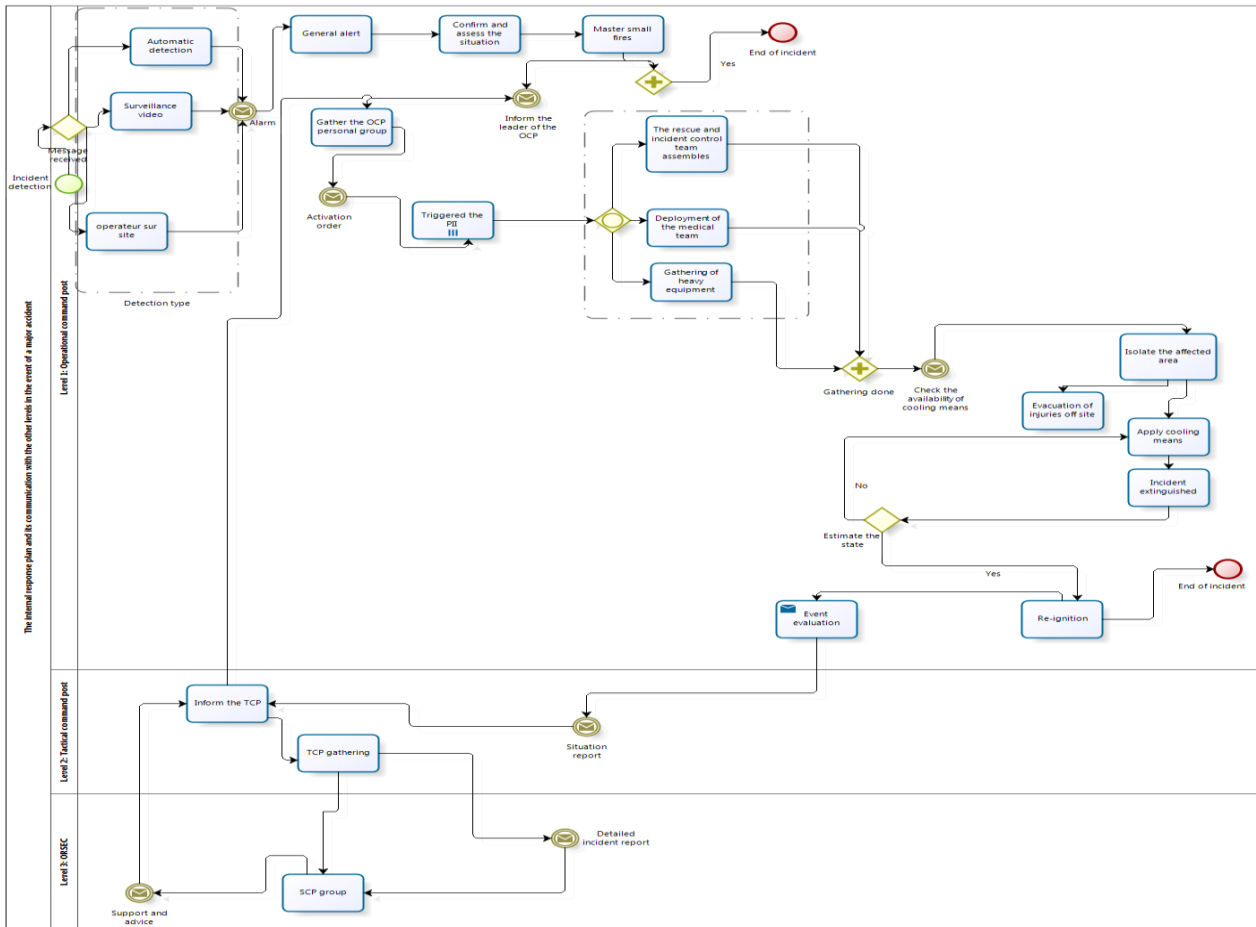 The internal response plan and its communication with the other levels in the erent of a major accident
Level 1: Operational command post
Automatic
detection
Surveillance
video
operateur sur
site
Message
received
Incident
detection
Detection type
Alarm
General alert
Confirm and
assess the
situation
Master small
fires
Yes
End of incident
Inform the
leader of the
OCP
Gather the OCP
personal group
Activation
order
Triggered the
PII
The rescue and
incident control
team
assembles
Deployment of
the medical
team
Gathering of
heavy
equipment
Gathering done
Check the
availability of
cooling means
Isolate the affected
area
Evacuation of
injuries off site
Apply cooling
means
Incident
extinguished
No
Estimate the
state
Yes
Re-ignition
End of incident
Event
evaluation
Level 2: Tactical command post
Inform the TCP
TCP gathering
Situation
report
Level 3: ORSEC
Detailed
incident report
SCP group
Support and
advice